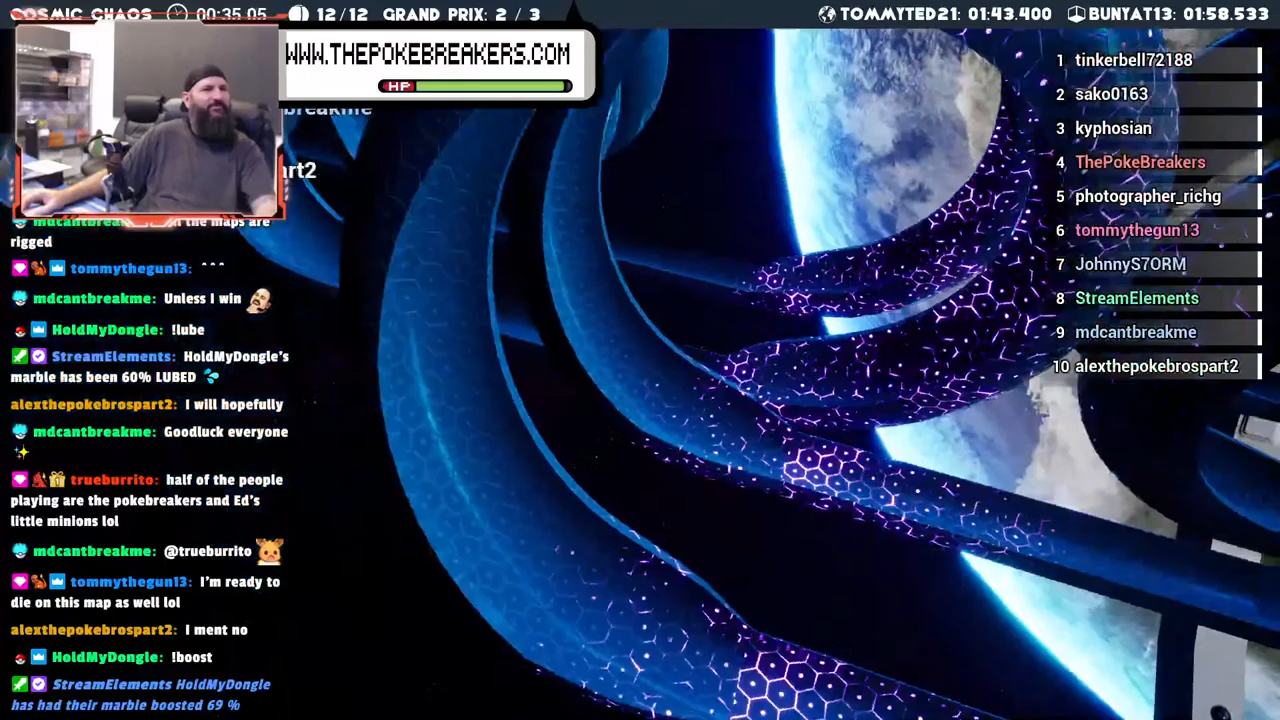 COSMIC CHAOS 00:35.05 12/12 GRAND PRIX: 2 / 3 TOMMYTED21: 01:43.400 BUNYAT13: 01:58.533
WWW.THEPOKEBREAKERS.COM
HP
1 tinkerbell72188
2 sako0163
3 kyphosian
4 ThePokeBreakers
5 photographer_richg
6 tommythegun13
7 JohnnyS7ORM
8 StreamElements
9 mdcantbreakme
10 alexthepokebrospart2
breakme
rt2
the maps are
rigged
tommythegun13: ^^^
mdcantbreakme: Unless I win
HoldMyDongle: !lube
StreamElements: HoldMyDongle's
marble has been 60% LUBED
alexthepokebrospart2: I will hopefully
mdcantbreakme: Goodluck everyone
trueburrito: half of the people
playing are the pokebreakers and Ed's
little minions lol
mdcantbreakme: @trueburrito
tommythegun13: I'm ready to
die on this map as well lol
alexthepokebrospart2: I ment no
HoldMyDongle: !boost
StreamElements HoldMyDongle
has had their marble boosted 69 %